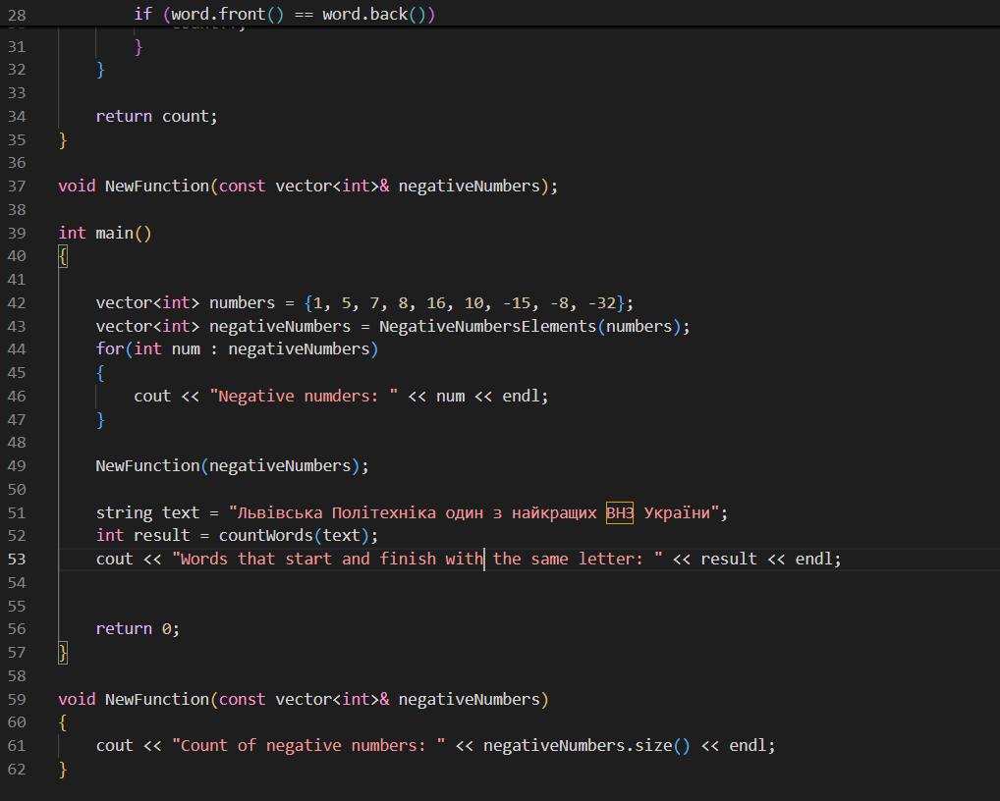 28 if (word.front() == word.back())
31 }
32 }
33
34 return count;
35 }
36
37 void NewFunction(const vector<int>& negativeNumbers);
38
39 int main()
40 {
41
42 vector<int> numbers = {1, 5, 7, 8, 16, 10, -15, -8, -32};
43 vector<int> negativeNumbers = NegativeNumbersElements(numbers);
44 for(int num : negativeNumbers)
45 {
46 cout << "Negative numders: " << num << endl;
47 }
48
49 NewFunction(negativeNumbers);
50
51 string text = "Львівська Політехніка один з найкращих ВНЗ України";
52 int result = countWords(text);
53 cout << "Words that start and finish with the same letter: " << result << endl;
54
55
56 return 0;
57 }
58
59 void NewFunction(const vector<int>& negativeNumbers)
60 {
61 cout << "Count of negative numbers: " << negativeNumbers.size() << endl;
62 }